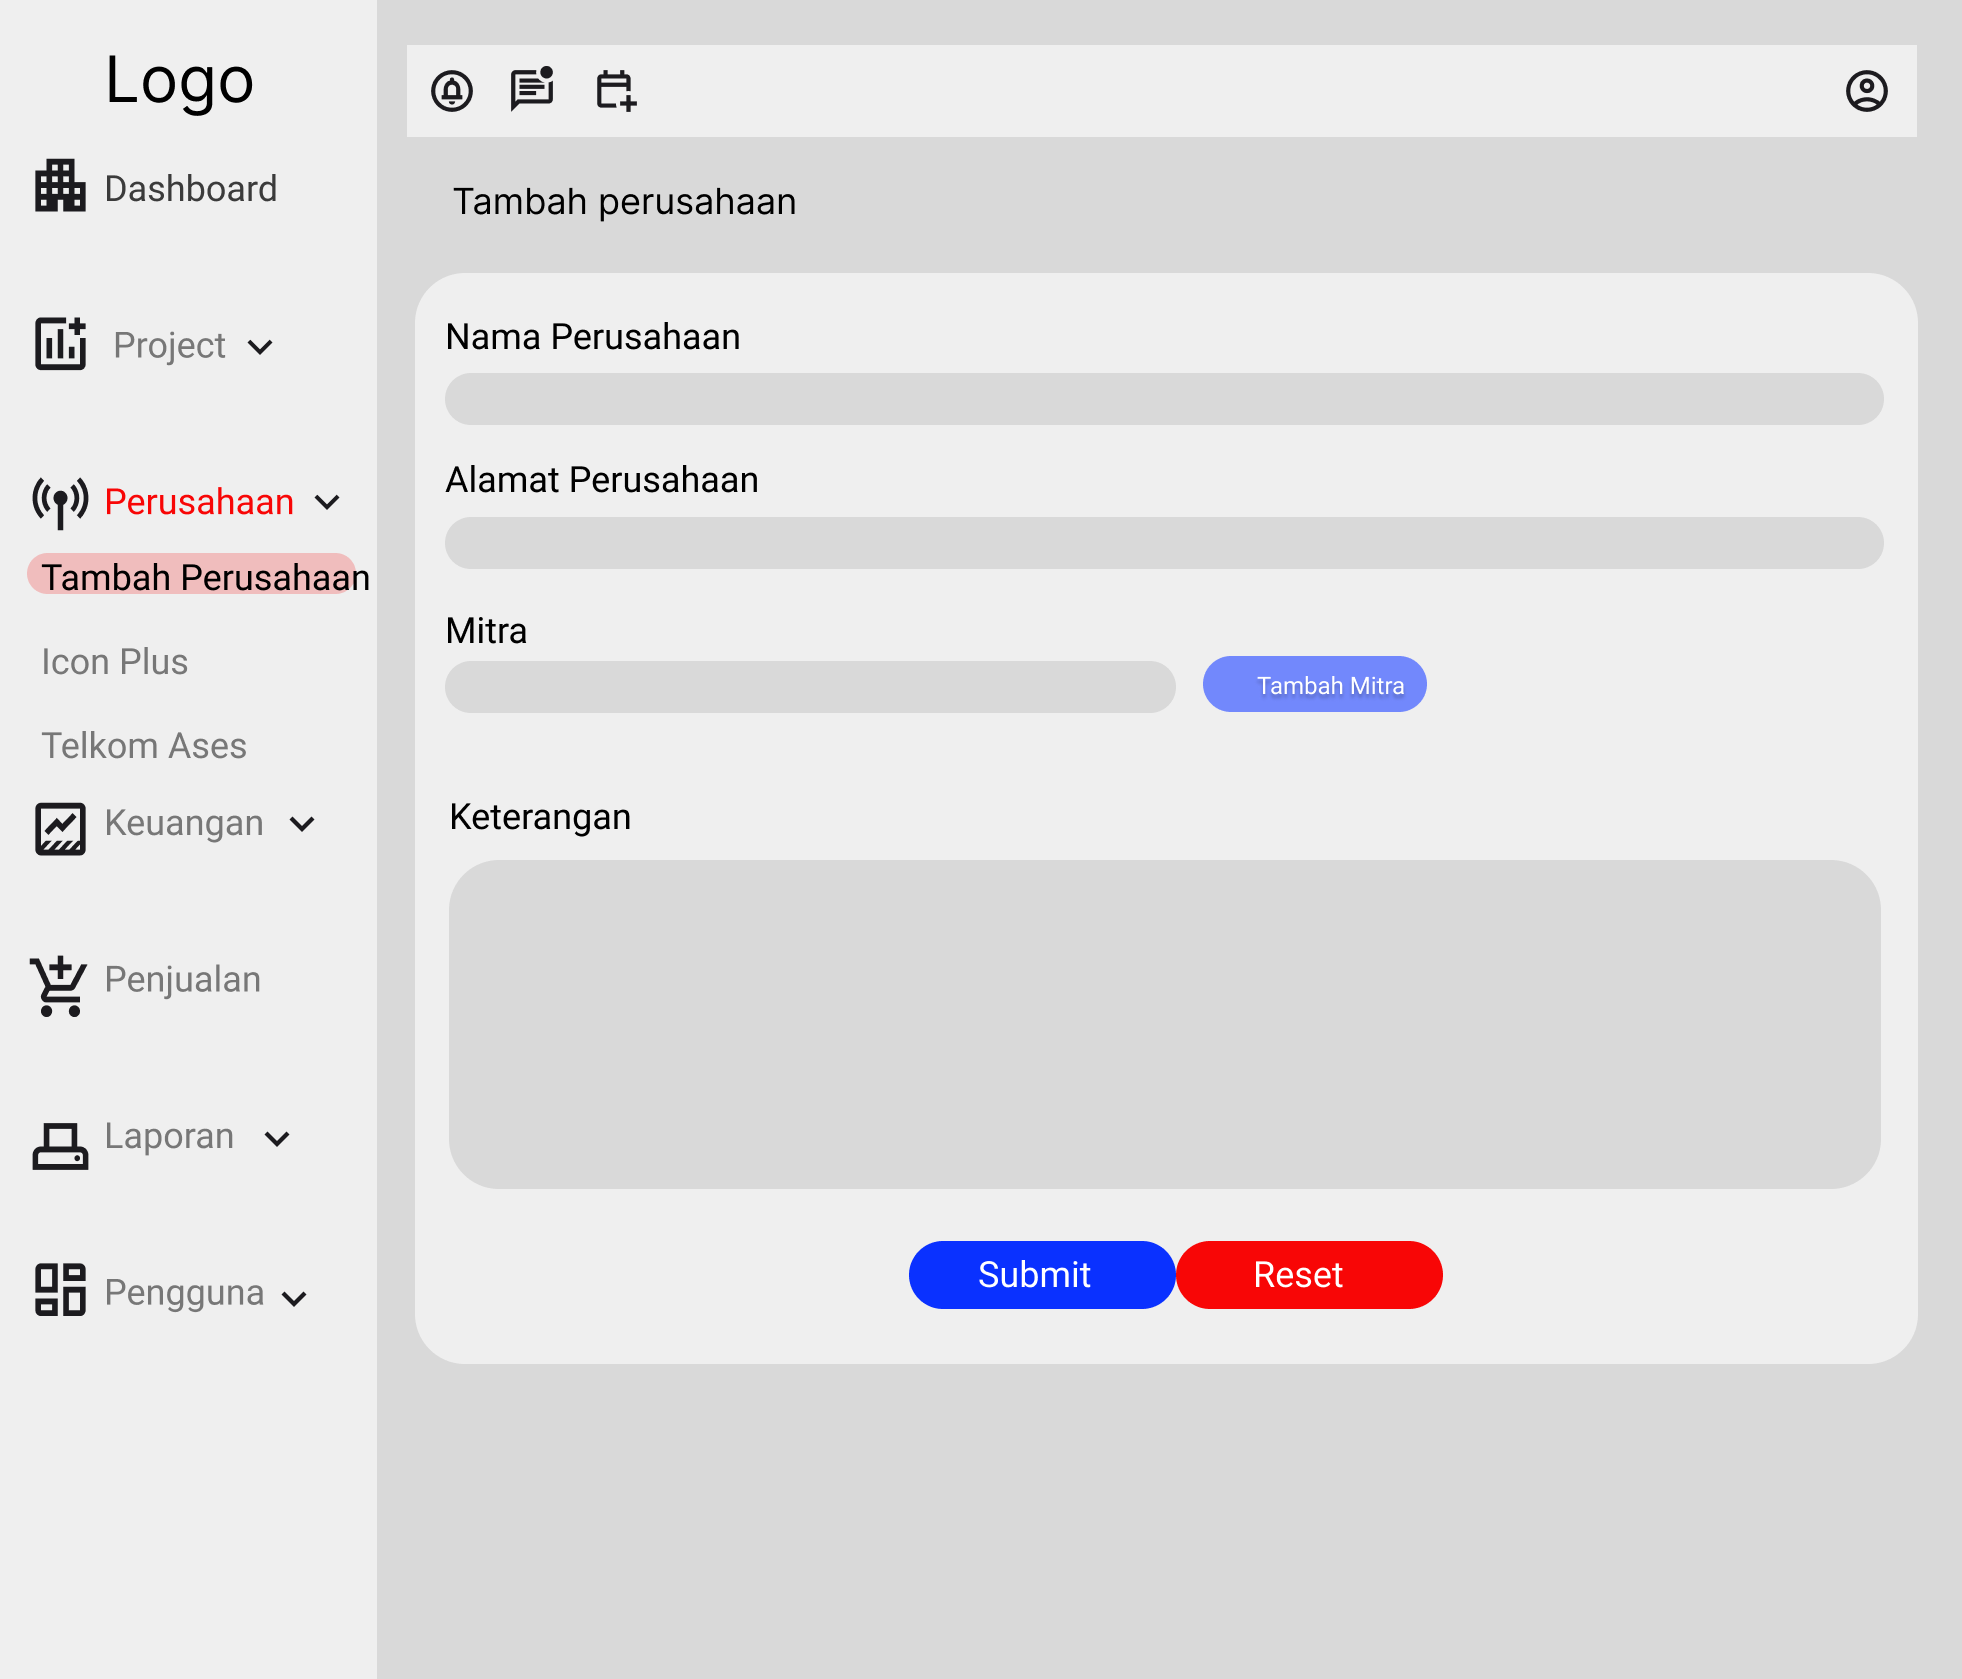 Logo
Dashboard
Project
Perusahaan
Tambah Perusahaan
Icon Plus
Telkom Ases
Keuangan
Penjualan
Laporan
Pengguna
Tambah perusahaan
Nama Perusahaan
Alamat Perusahaan
Mitra
Tambah Mitra
Keterangan
Submit
Reset